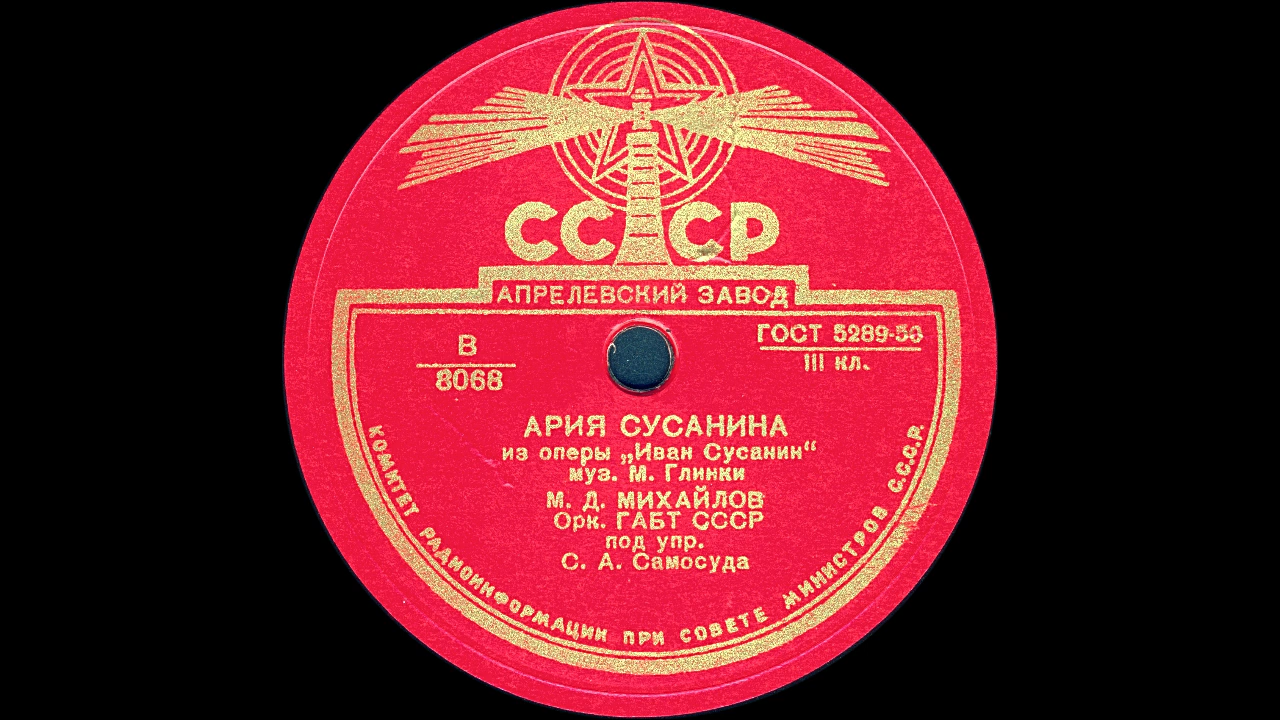 СССР
АПРЕЛЕВСКИЙ ЗАВОД
В
8068
ГОСТ 5289-50
III кл.
АРИЯ СУСАНИНА
из оперы „Иван Сусанин“
муз. М. Глинки
М. Д. МИХАЙЛОВ
Орк. ГАБТ СССР
под упр.
С. А. Самосуда
КОМИТЕТ РАДИОИНФОРМАЦИИ ПРИ СОВЕТЕ МИНИСТРОВ С.С.С.Р.